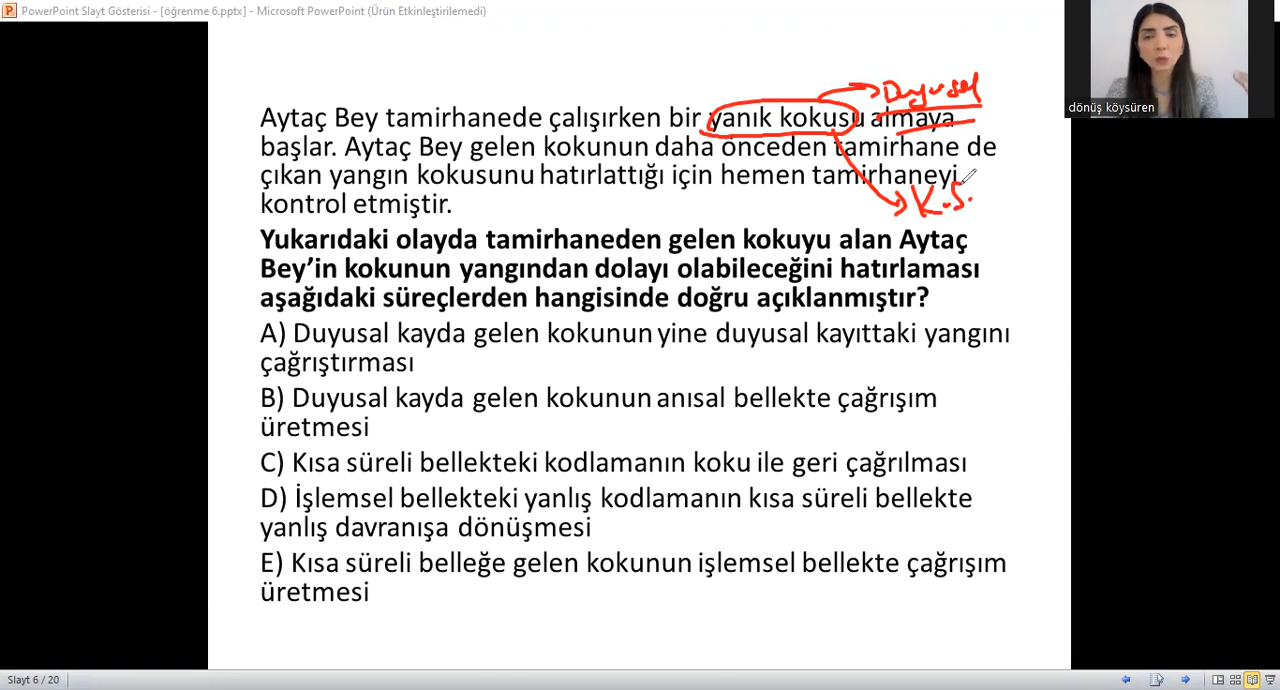 PowerPoint Slayt Gösterisi - [öğrenme 6.pptx] - Microsoft PowerPoint (Ürün Etkinleştirilemedi)
dönüş köysüren
Duyusal
Aytaç Bey tamirhanede çalışırken bir yanık kokusu almaya
başlar. Aytaç Bey gelen kokunun daha önceden tamirhane de
çıkan yangın kokusunu hatırlattığı için hemen tamirhaneyi
K.S.
kontrol etmiştir.
Yukarıdaki olayda tamirhaneden gelen kokuyu alan Aytaç
Bey’in kokunun yangından dolayı olabileceğini hatırlaması
aşağıdaki süreçlerden hangisinde doğru açıklanmıştır?
A) Duyusal kayda gelen kokunun yine duyusal kayıttaki yangını
çağrıştırması
B) Duyusal kayda gelen kokunun anısal bellekte çağrışım
üretmesi
C) Kısa süreli bellekteki kodlamanın koku ile geri çağrılması
D) İşlemsel bellekteki yanlış kodlamanın kısa süreli bellekte
yanlış davranışa dönüşmesi
E) Kısa süreli belleğe gelen kokunun işlemsel bellekte çağrışım
üretmesi
Slayt 6 / 20